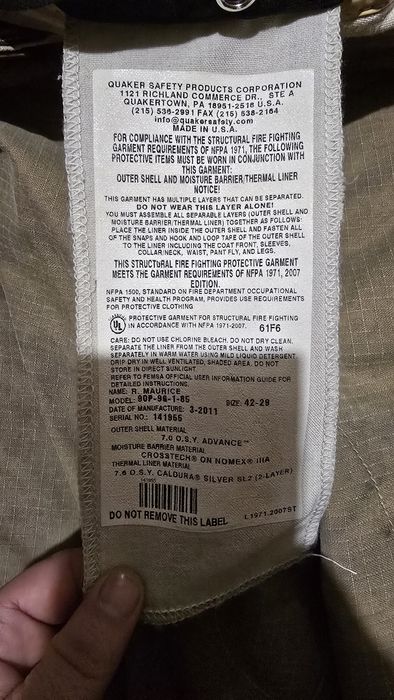 QUAKER SAFETY PRODUCTS CORPORATION
1121 RICHLAND COMMERCE DR., STE A
QUAKERTOWN, PA 18951-2516 U.S.A.
(215) 536-2991 FAX (215) 538-2164
info@quakersafety.com
MADE IN U.S.A.
FOR COMPLIANCE WITH THE STRUCTURAL FIRE FIGHTING
GARMENT REQUIREMENTS OF NFPA 1971, THE FOLLOWING
PROTECTIVE ITEMS MUST BE WORN IN CONJUNCTION WITH
THIS GARMENT:
OUTER SHELL AND MOISTURE BARRIER/THERMAL LINER
NOTICE!
THIS GARMENT HAS MULTIPLE LAYERS THAT CAN BE SEPARATED.
DO NOT WEAR THIS LAYER ALONE!
YOU MUST ASSEMBLE ALL SEPARABLE LAYERS (OUTER SHELL AND
MOISTURE BARRIER/THERMAL LINER) TOGETHER AS FOLLOWS:
PLACE THE LINER INSIDE THE OUTER SHELL AND FASTEN ALL
OF THE SNAPS AND HOOK AND LOOP TAPE OF THE OUTER SHELL
TO THE LINER INCLUDING THE COAT FRONT, SLEEVES,
COLLAR/NECK, WAIST, PANT FLY, AND LEGS.
THIS STRUCTURAL FIRE FIGHTING PROTECTIVE GARMENT
MEETS THE GARMENT REQUIREMENTS OF NFPA 1971, 2007
EDITION.
NFPA 1500, STANDARD ON FIRE DEPARTMENT OCCUPATIONAL
SAFETY AND HEALTH PROGRAM, PROVIDES USE REQUIREMENTS
FOR PROTECTIVE CLOTHING
UL PROTECTIVE GARMENT FOR STRUCTURAL FIRE FIGHTING
IN ACCORDANCE WITH NFPA 1971-2007. 61F6
CARE: DO NOT USE CHLORINE BLEACH. DO NOT DRY CLEAN.
SEPARATE THE LINER FROM THE OUTER SHELL AND WASH
SEPARATELY IN WARM WATER USING MILD LIQUID DETERGENT
DRIP DRY IN WELL VENTILATED, SHADED AREA. DO NOT
STORE IN DIRECT SUNLIGHT
REFER TO FEMSA OFFICIAL USER INFORMATION GUIDE FOR
DETAILED INSTRUCTIONS.
NAME: R. MAURICE
MODEL: 90P-96-1-85 SIZE: 42-29
DATE OF MANUFACTURE: 3-2011
SERIAL NO.: 141955
OUTER SHELL MATERIAL
7.0 O.S.Y. ADVANCE™
MOISTURE BARRIER MATERIAL
CROSSTECH® ON NOMEX® IIIA
THERMAL LINER MATERIAL
7.6 O.S.Y. CALDURA® SILVER SL2 (2-LAYER)
141955
DO NOT REMOVE THIS LABEL L1971.2007ST